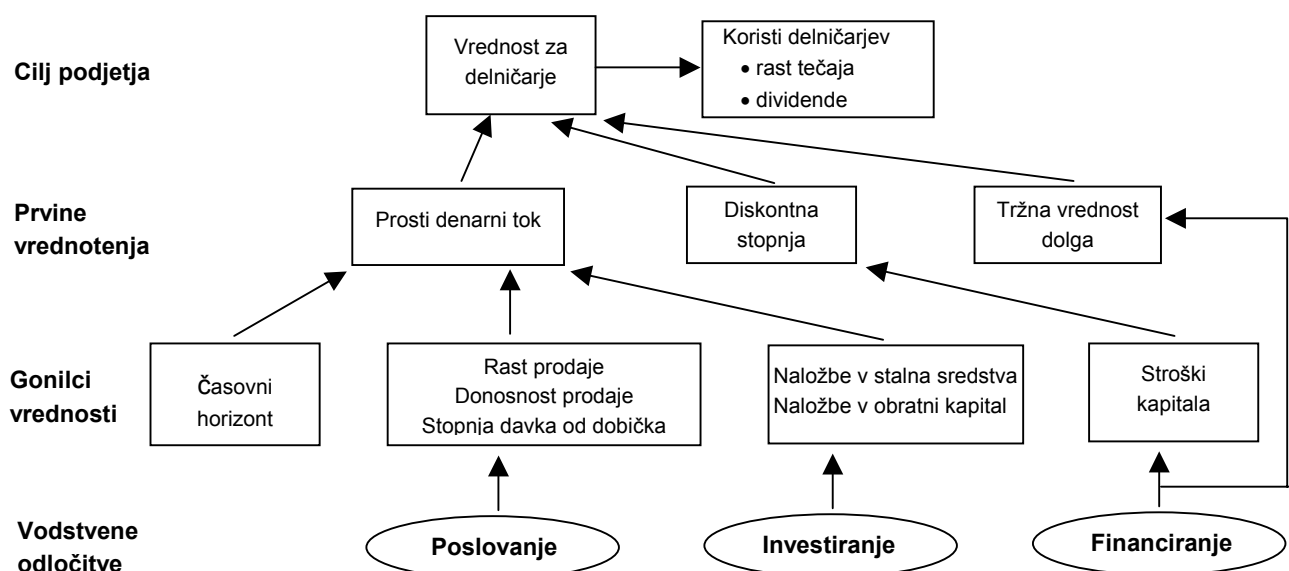 Cilj podjetja
Vrednost za
delničarje
Koristi delničarjev
• rast tečaja
• dividende
Prvine
vrednotenja
Prosti denarni tok
Diskontna
stopnja
Tržna vrednost
dolga
Gonilci
vrednosti
Časovni
horizont
Rast prodaje
Donosnost prodaje
Stopnja davka od dobička
Naložbe v stalna sredstva
Naložbe v obratni kapital
Stroški
kapitala
Vodstvene
odločitve
Poslovanje
Investiranje
Financiranje